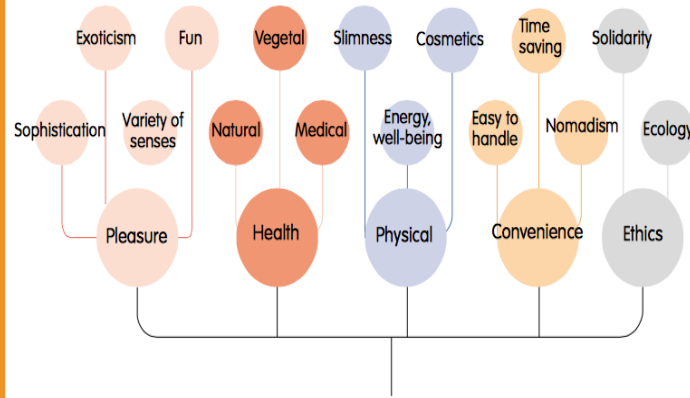 Exoticism
Fun
Vegetal
Slimness
Cosmetics
Time
saving
Solidarity
Sophistication
Variety of
senses
Natural
Medical
Energy,
well-being
Easy to
handle
Nomadism
Ecology
Pleasure
Health
Physical
Convenience
Ethics